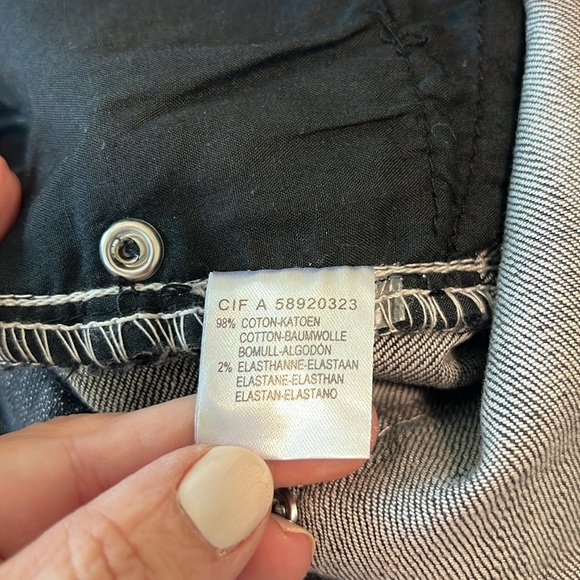 CIF A 58920323
98% COTON-KATOEN
COTTON-BAUMWOLLE
BOMULL-ALGODÓN
2% ELASTHANNE-ELASTAAN
ELASTANE-ELASTHAN
ELASTAN-ELASTANO